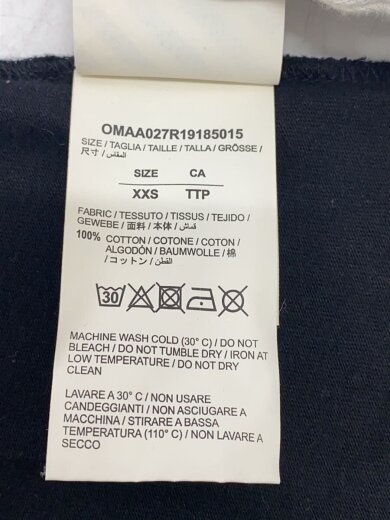 OMAA027R19185015
SIZE / TAGLIA / TAILLE / TALLA / GRÖSSE /
尺寸 / المقاس /
SIZE CA
XXS TTP
FABRIC / TESSUTO / TISSUS / TEJIDO /
GEWEBE / 面料 / 本体 / قماش /
100% COTTON / COTONE / COTON /
ALGODÓN / BAUMWOLLE / 棉
/ コットン / القطن /
30
MACHINE WASH COLD (30° C) / DO NOT
BLEACH / DO NOT TUMBLE DRY / IRON AT
LOW TEMPERATURE / DO NOT DRY
CLEAN
LAVARE A 30° C / NON USARE
CANDEGGIANTI / NON ASCIUGARE A
MACCHINA / STIRARE A BASSA
TEMPERATURA (110° C) / NON LAVARE A
SECCO